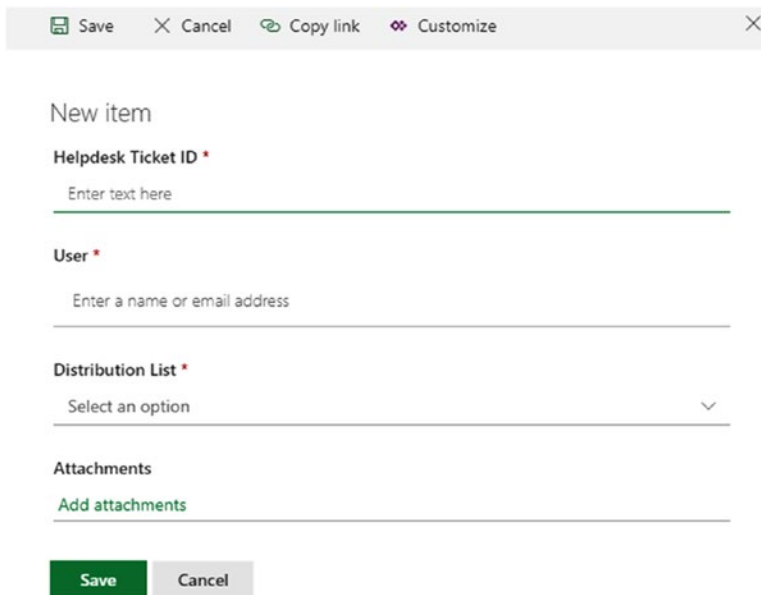 Save Cancel Copy link Customize
New item
Helpdesk Ticket ID *
Enter text here
User *
Enter a name or email address
Distribution List *
Select an option
Attachments
Add attachments
Save Cancel